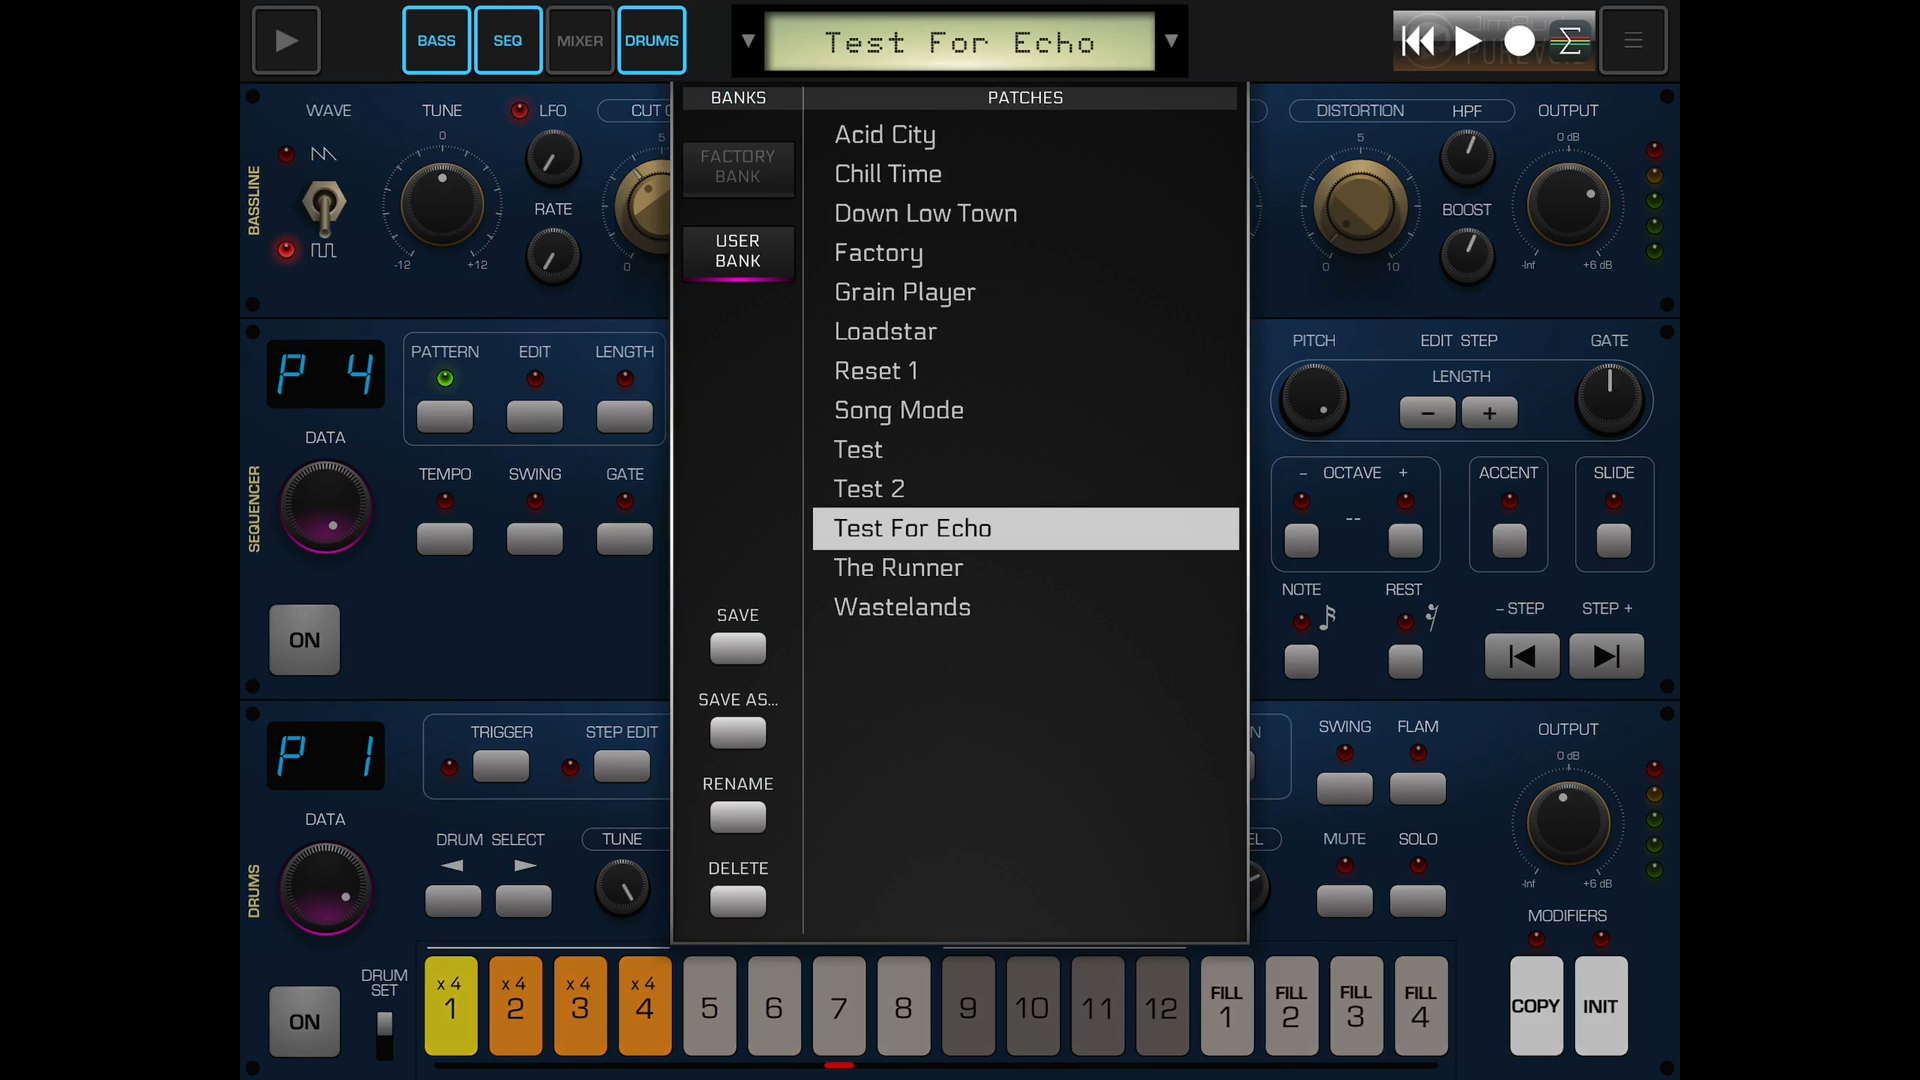 BASS SEQ MIXER DRUMS
Test For Echo
BANKS PATCHES
FACTORY
BANK
USER
BANK
Acid City
Chill Time
Down Low Town
Factory
Grain Player
Loadstar
Reset 1
Song Mode
Test
Test 2
Test For Echo
The Runner
Wastelands
SAVE
SAVE AS...
RENAME
DELETE
BASSLINE
WAVE TUNE LFO CUT
0 5
-12 +12
RATE
0
DISTORTION HPF OUTPUT
5 0 dB
BOOST
0 10
-Inf +6 dB
SEQUENCER
P 4
PATTERN EDIT LENGTH
DATA
TEMPO SWING GATE
ON
PITCH EDIT STEP GATE
LENGTH
- +
- OCTAVE + ACCENT SLIDE
--
NOTE REST - STEP STEP +
DRUMS
P 1
TRIGGER STEP EDIT
DATA
DRUM SELECT TUNE
SWING FLAM OUTPUT
0 dB
MUTE SOLO
-Inf +6 dB
MODIFIERS
DRUM
SET
ON
x 4 x 4 x 4 x 4
1 2 3 4 5 6 7 8 9 10 11 12
FILL FILL FILL FILL
1 2 3 4
COPY INIT